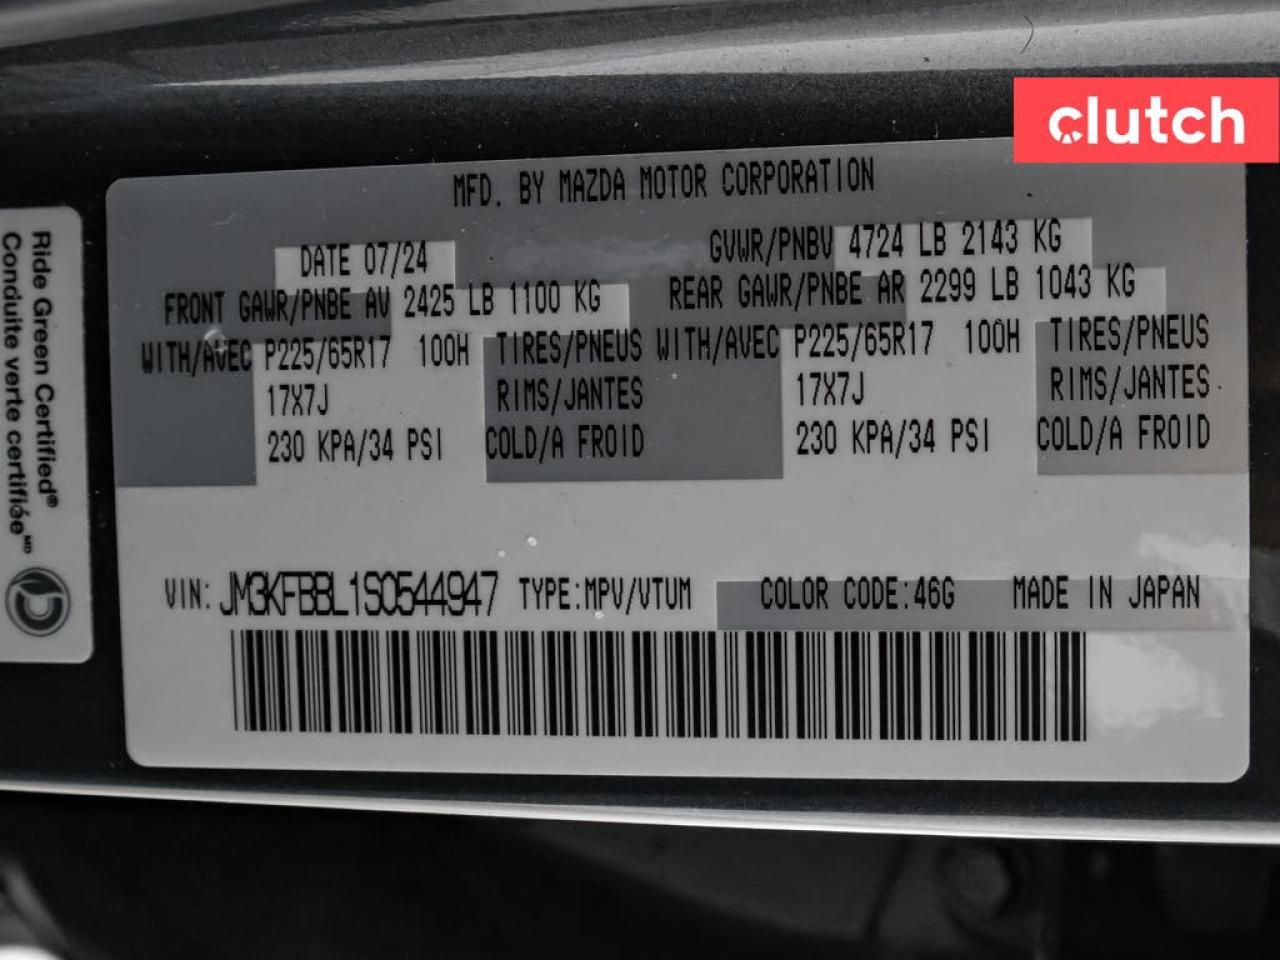 clutch
MFD. BY MAZDA MOTOR CORPORATION
DATE 07/24
GVWR/PNBV 4724 LB 2143 KG
FRONT GAWR/PNBE AV 2425 LB 1100 KG
REAR GAWR/PNBE AR 2299 LB 1043 KG
WITH/AVEC P225/65R17 100H TIRES/PNEUS WITH/AVEC P225/65R17 100H TIRES/PNEUS
17X7J RIMS/JANTES 17X7J RIMS/JANTES
230 KPA/34 PSI COLD/A FROID 230 KPA/34 PSI COLD/A FROID
VIN: JM3KFBBL1S0544947 TYPE:MPV/VTUM COLOR CODE:46G MADE IN JAPAN
Ride Green Certified®
Conduite verte certifiée MD